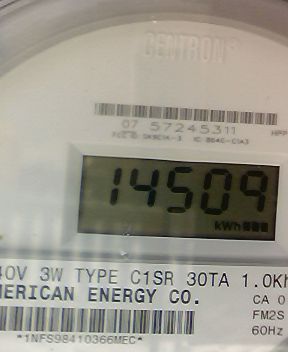 CENTRON®
07 57245311
14509
kWh
40V 3W TYPE C1SR 30TA 1.0Kh
MERICAN ENERGY CO.
CA 0
FM2S
60Hz
*1NFS98410366MEC*